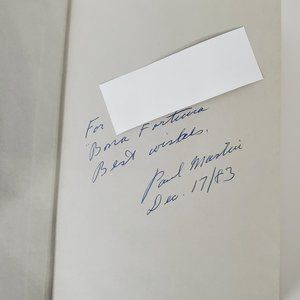 For
"Bona Fortuna
Best wishes.
Paul Martin
Dec. 17/83